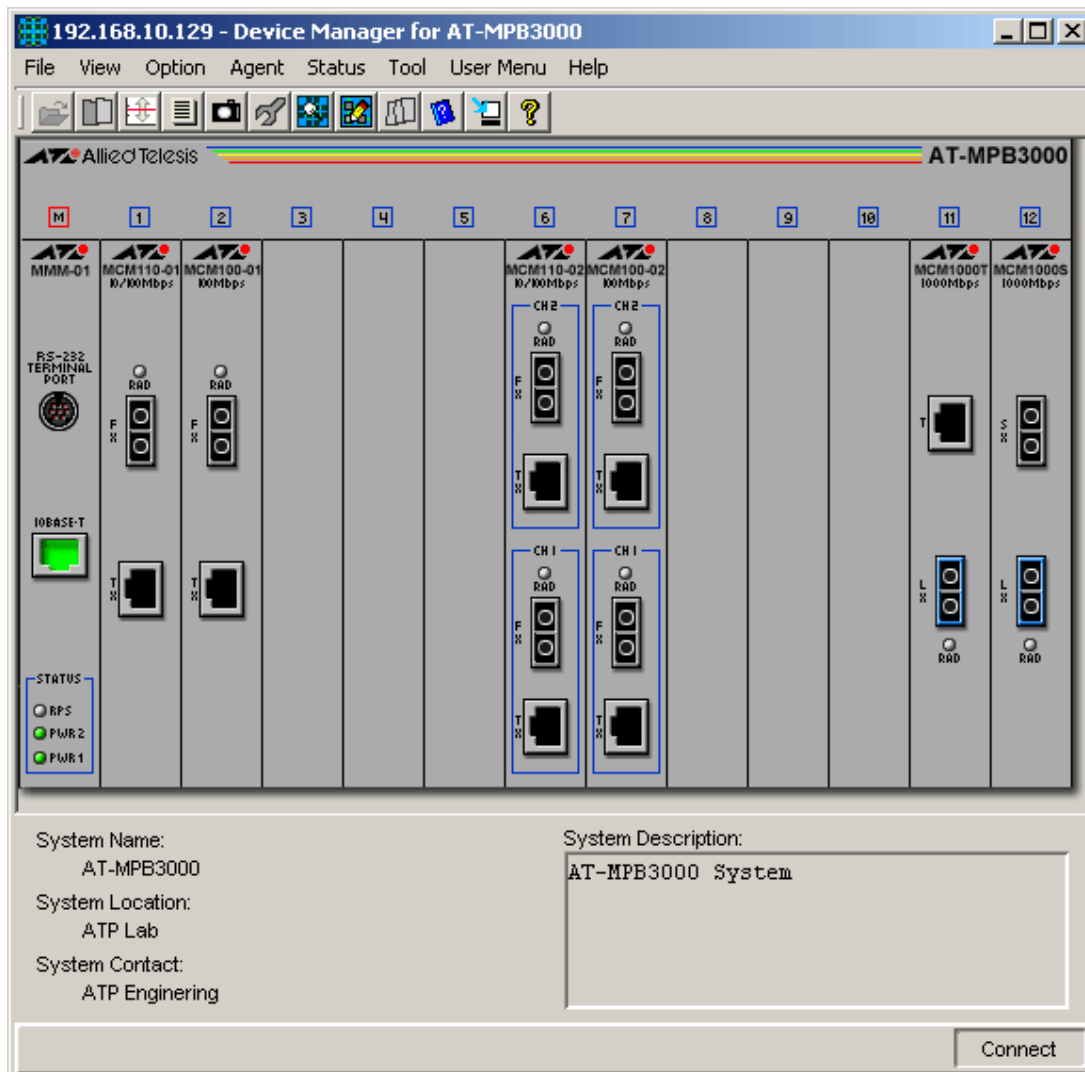 192.168.10.129 - Device Manager for AT-MPB3000
File View Option Agent Status Tool User Menu Help
Allied Telesis AT-MPB3000
M 1 2 3 4 5 6 7 8 9 10 11 12
MMM-01 MCM110-01 MCM100-01 MCM110-02 MCM100-02 MCM1000T MCM1000S
10/100Mbps 100Mbps 10/100Mbps 100Mbps 1000Mbps 1000Mbps
CH2 CH2
RAD RAD
RS-232
TERMINAL
PORT
RAD RAD
FX FX
FX FX T SX
TX TX
10BASE-T
CH1 CH1
RAD RAD
TX TX LX LX
FX FX
RAD RAD
STATUS
RPS
PWR2
PWR1
TX TX
System Name:
AT-MPB3000
System Location:
ATP Lab
System Contact:
ATP Enginering
System Description:
AT-MPB3000 System
Connect